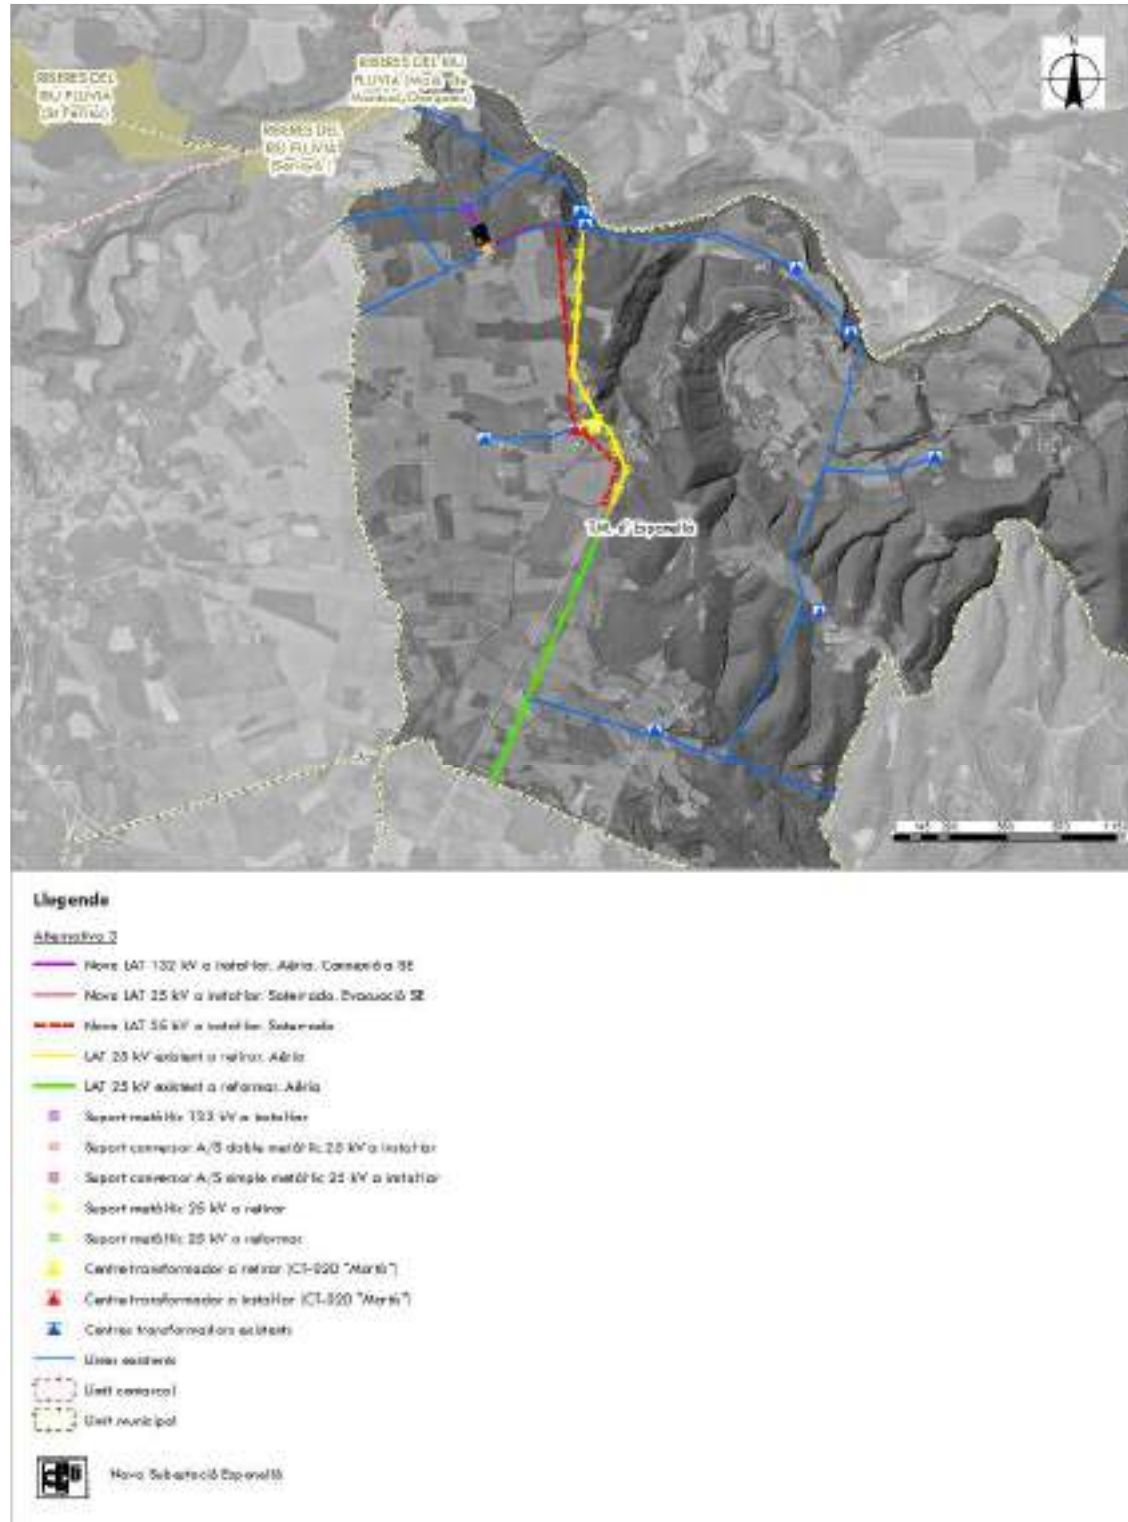 RIBERES DEL
RIU FLUVIÀ
RIBERES DEL RIU
FLUVIÀ
RIBERES DEL
RIU FLUVIÀ
N
T.M. d'Esponellà
Llegenda
Alternativa 3
Nova LAT 132 kV a instal·lar. Aèria. Connexió a SE
Nova LAT 25 kV a instal·lar. Soterrada. Evacuació SE
Nova LAT 25 kV a instal·lar. Soterrada
LAT 25 kV existent a retirar. Aèria
LAT 25 kV existent a reformar. Aèria
Suport metàl·lic 132 kV a instal·lar
Suport conversor A/S doble metàl·lic 25 kV a instal·lar
Suport conversor A/S simple metàl·lic 25 kV a instal·lar
Suport metàl·lic 25 kV a retirar
Suport metàl·lic 25 kV a reformar
Centre transformador a retirar (CT-020 "Martí")
Centre transformador a instal·lar (CT-020 "Martí")
Centres transformadors existents
Línies existents
Límit comarcal
Límit municipal
Nova Subestació Esponellà